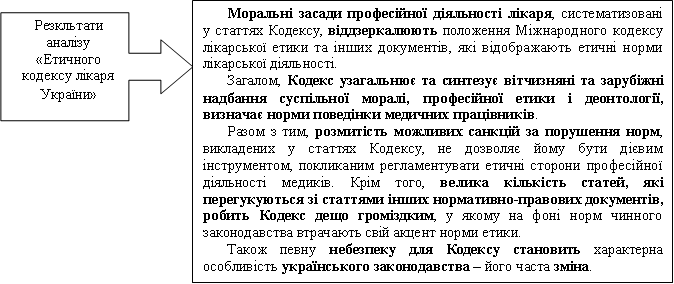 Резкльтати
аналізу
«Етичного
кодексу лікаря
України»
Моральні засади професійної діяльності лікаря, систематизовані
у статтях Кодексу, віддзеркалюють положення Міжнародного кодексу
лікарської етики та інших документів, які відображають етичні норми
лікарської діяльності.
Загалом, Кодекс узагальнює та синтезує вітчизняні та зарубіжні
надбання суспільної моралі, професійної етики і деонтології,
визначає норми поведінки медичних працівників.
Разом з тим, розмитість можливих санкцій за порушення норм,
викладених у статтях Кодексу, не дозволяє йому бути дієвим
інструментом, покликаним регламентувати етичні сторони професійної
діяльності медиків. Крім того, велика кількість статей, які
перегукуються зі статтями інших нормативно-правових документів,
робить Кодекс дещо громіздким, у якому на фоні норм чинного
законодавства втрачають свій акцент норми етики.
Також певну небезпеку для Кодексу становить характерна
особливість українського законодавства – його часта зміна.